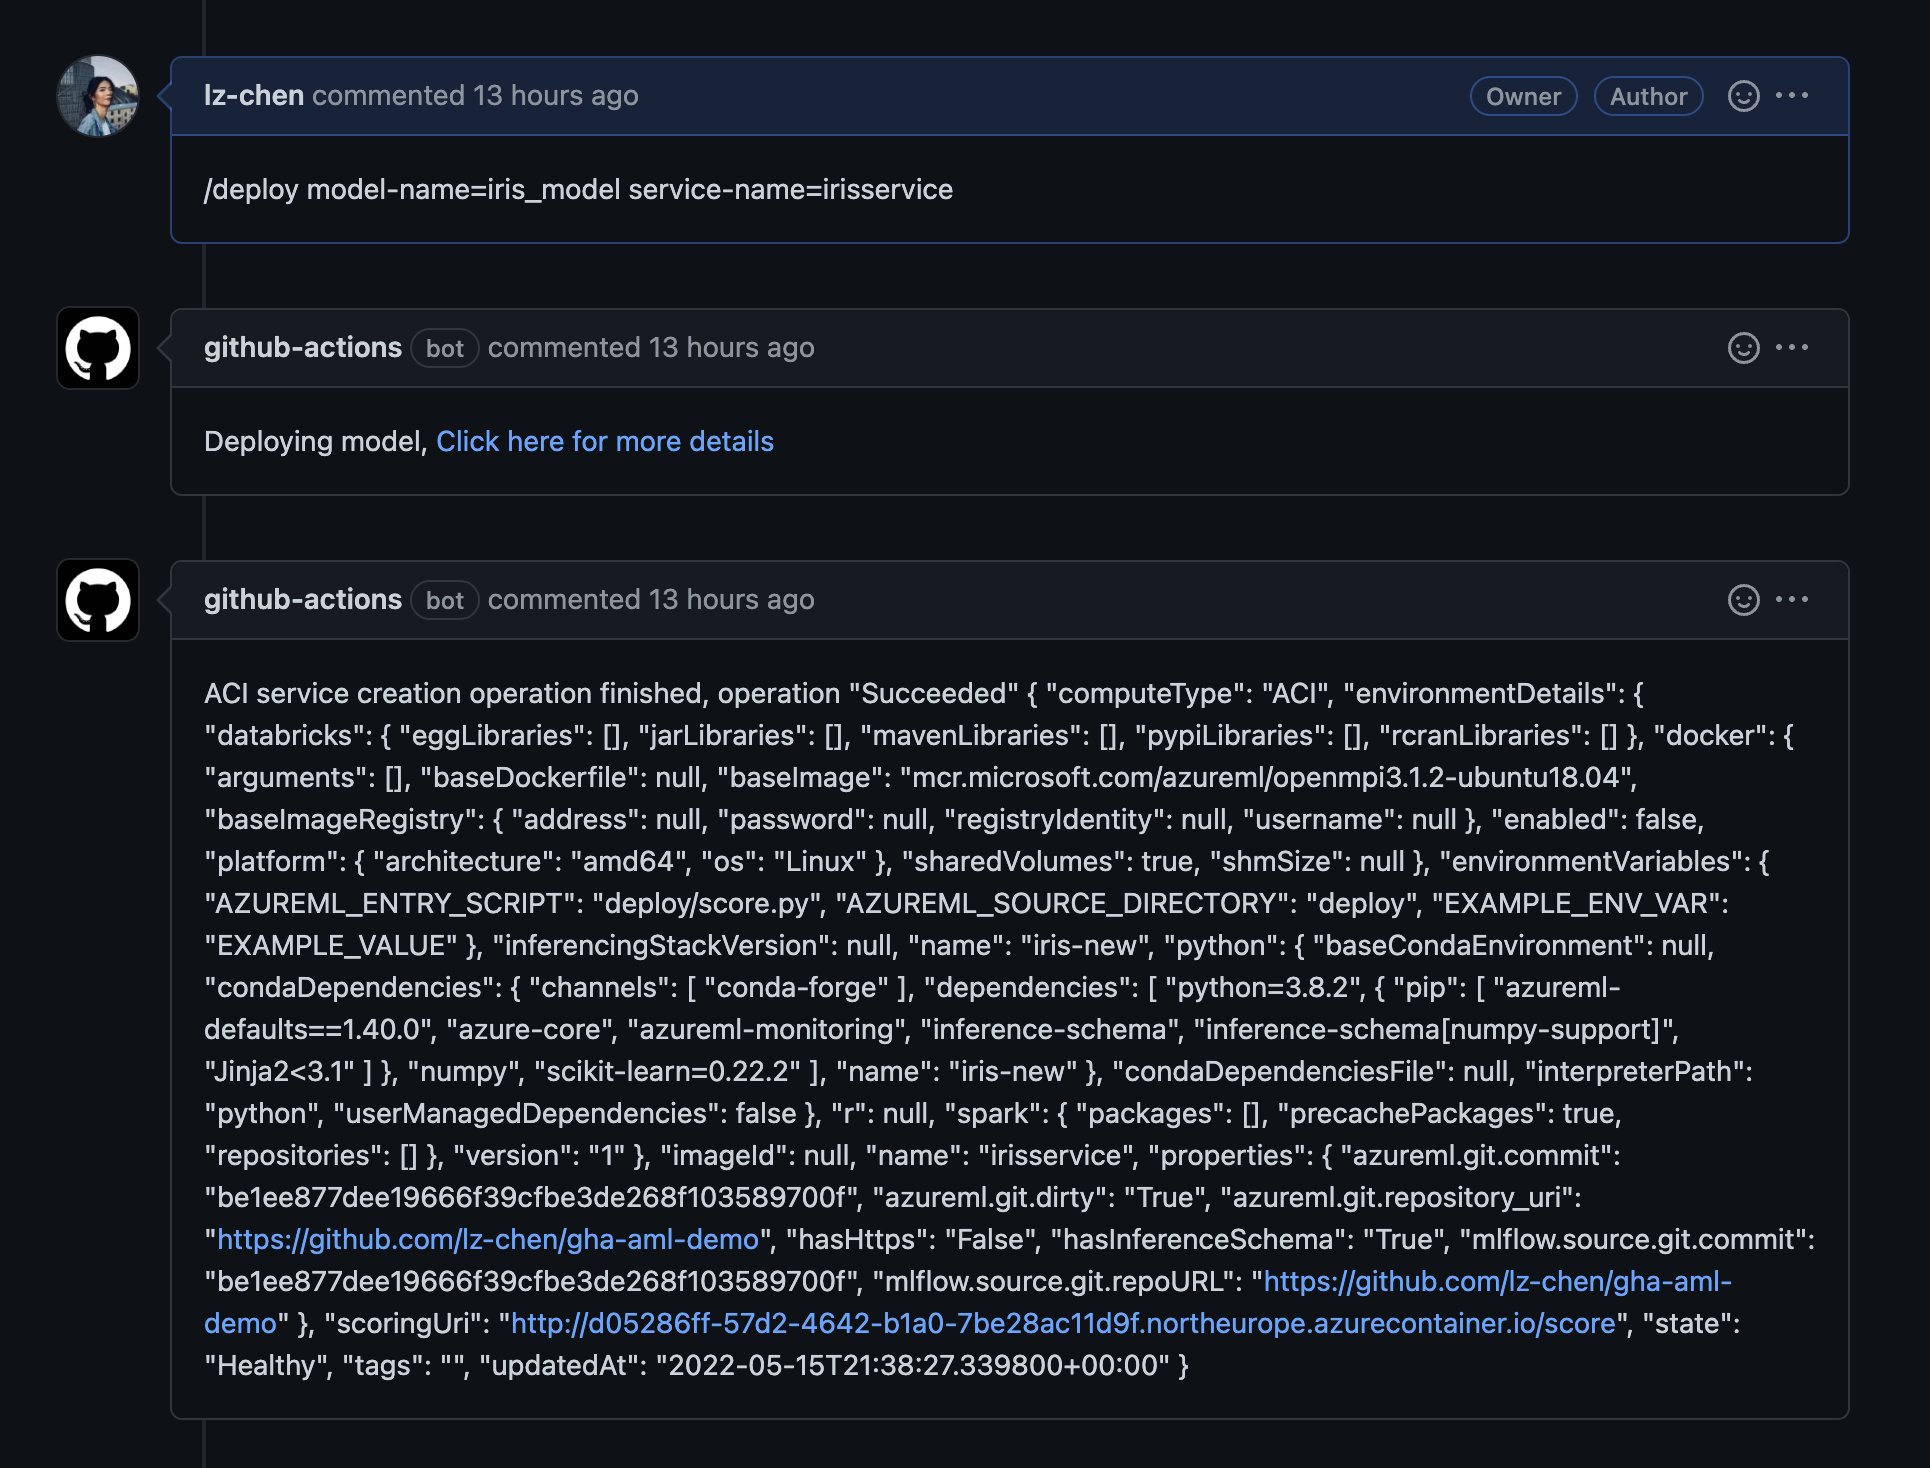 lz-chen commented 13 hours ago Owner Author
/deploy model-name=iris_model service-name=irisservice
github-actions bot commented 13 hours ago
Deploying model, Click here for more details
github-actions bot commented 13 hours ago
ACI service creation operation finished, operation "Succeeded" { "computeType": "ACI", "environmentDetails": {
"databricks": { "eggLibraries": [], "jarLibraries": [], "mavenLibraries": [], "pypiLibraries": [], "rcranLibraries": [] }, "docker": {
"arguments": [], "baseDockerfile": null, "baseImage": "mcr.microsoft.com/azureml/openmpi3.1.2-ubuntu18.04",
"baseImageRegistry": { "address": null, "password": null, "registryIdentity": null, "username": null }, "enabled": false,
"platform": { "architecture": "amd64", "os": "Linux" }, "sharedVolumes": true, "shmSize": null }, "environmentVariables": {
"AZUREML_ENTRY_SCRIPT": "deploy/score.py", "AZUREML_SOURCE_DIRECTORY": "deploy", "EXAMPLE_ENV_VAR":
"EXAMPLE_VALUE" }, "inferencingStackVersion": null, "name": "iris-new", "python": { "baseCondaEnvironment": null,
"condaDependencies": { "channels": [ "conda-forge" ], "dependencies": [ "python=3.8.2", { "pip": [ "azureml-
defaults==1.40.0", "azure-core", "azureml-monitoring", "inference-schema", "inference-schema[numpy-support]",
"Jinja2<3.1" ] }, "numpy", "scikit-learn=0.22.2" ], "name": "iris-new" }, "condaDependenciesFile": null, "interpreterPath":
"python", "userManagedDependencies": false }, "r": null, "spark": { "packages": [], "precachePackages": true,
"repositories": [] }, "version": "1" }, "imageId": null, "name": "irisservice", "properties": { "azureml.git.commit":
"be1ee877dee19666f39cfbe3de268f103589700f", "azureml.git.dirty": "True", "azureml.git.repository_uri":
"https://github.com/lz-chen/gha-aml-demo", "hasHttps": "False", "hasInferenceSchema": "True", "mlflow.source.git.commit":
"be1ee877dee19666f39cfbe3de268f103589700f", "mlflow.source.git.repoURL": "https://github.com/lz-chen/gha-aml-
demo" }, "scoringUri": "http://d05286ff-57d2-4642-b1a0-7be28ac11d9f.northeurope.azurecontainer.io/score", "state":
"Healthy", "tags": "", "updatedAt": "2022-05-15T21:38:27.339800+00:00" }